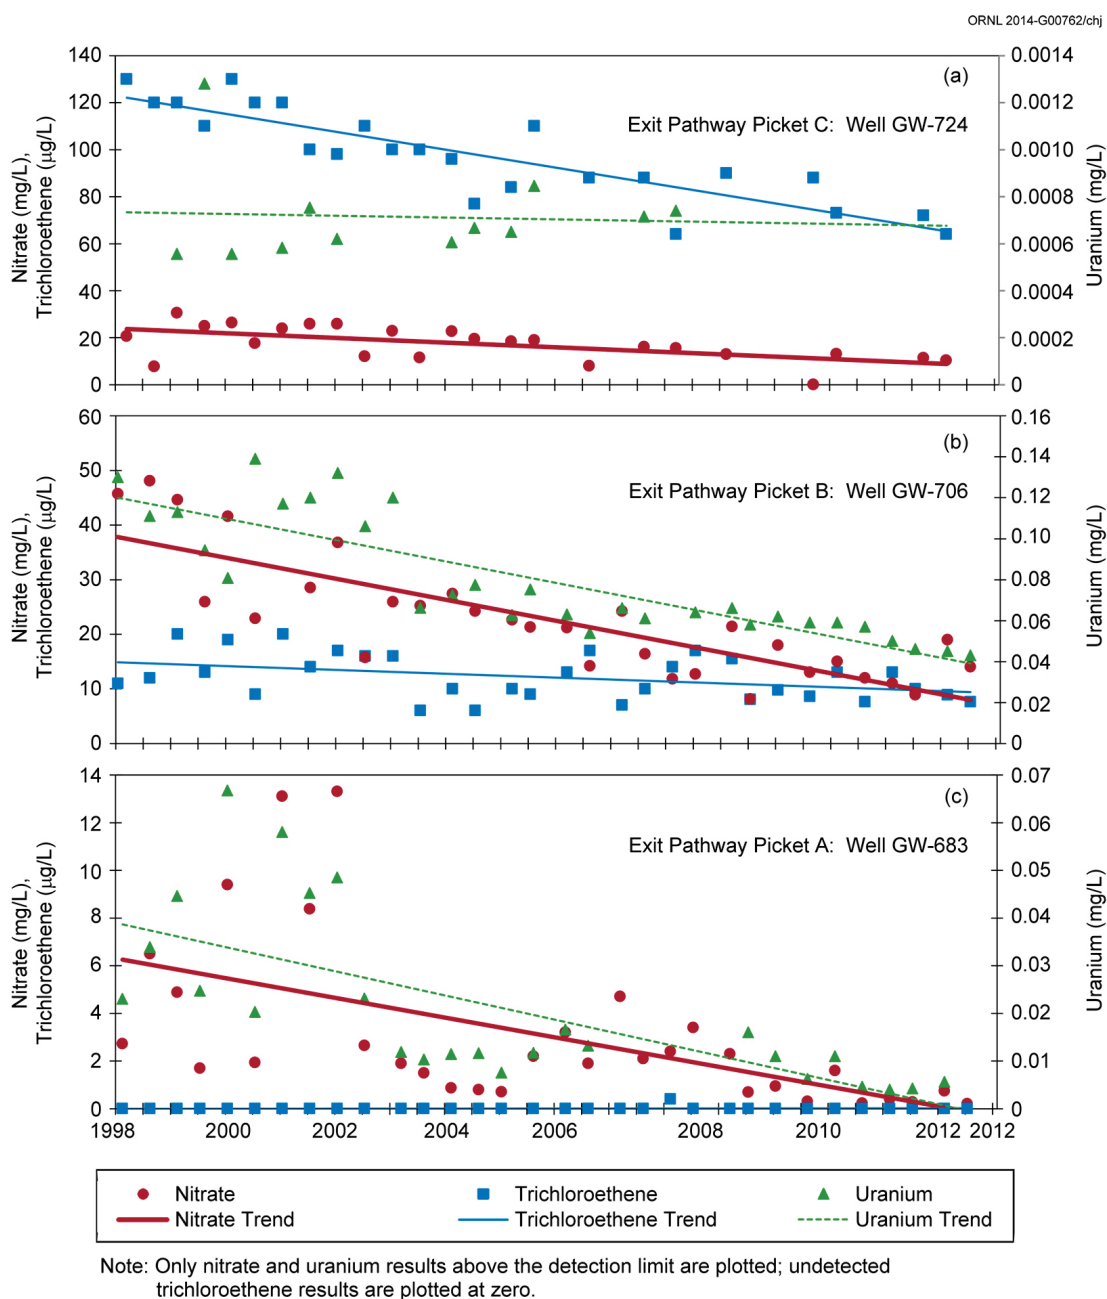 ORNL 2014-G00762/chj
140
120
100
80
60
40
20
0
Nitrate (mg/L),
Trichloroethene (µg/L)
(a)
Exit Pathway Picket C: Well GW-724
0.0014
0.0012
0.0010
0.0008
0.0006
0.0004
0.0002
0
Uranium (mg/L)
60
50
40
30
20
10
0
Nitrate (mg/L),
Trichloroethene (µg/L)
(b)
Exit Pathway Picket B: Well GW-706
0.16
0.14
0.12
0.10
0.08
0.06
0.04
0.02
0
Uranium (mg/L)
14
12
10
8
6
4
2
0
Nitrate (mg/L),
Trichloroethene (µg/L)
(c)
Exit Pathway Picket A: Well GW-683
0.07
0.06
0.05
0.04
0.03
0.02
0.01
0
Uranium (mg/L)
1998 2000 2002 2004 2006 2008 2010 2012 2012
Nitrate Trichloroethene Uranium
Nitrate Trend Trichloroethene Trend Uranium Trend
Note: Only nitrate and uranium results above the detection limit are plotted; undetected
trichloroethene results are plotted at zero.